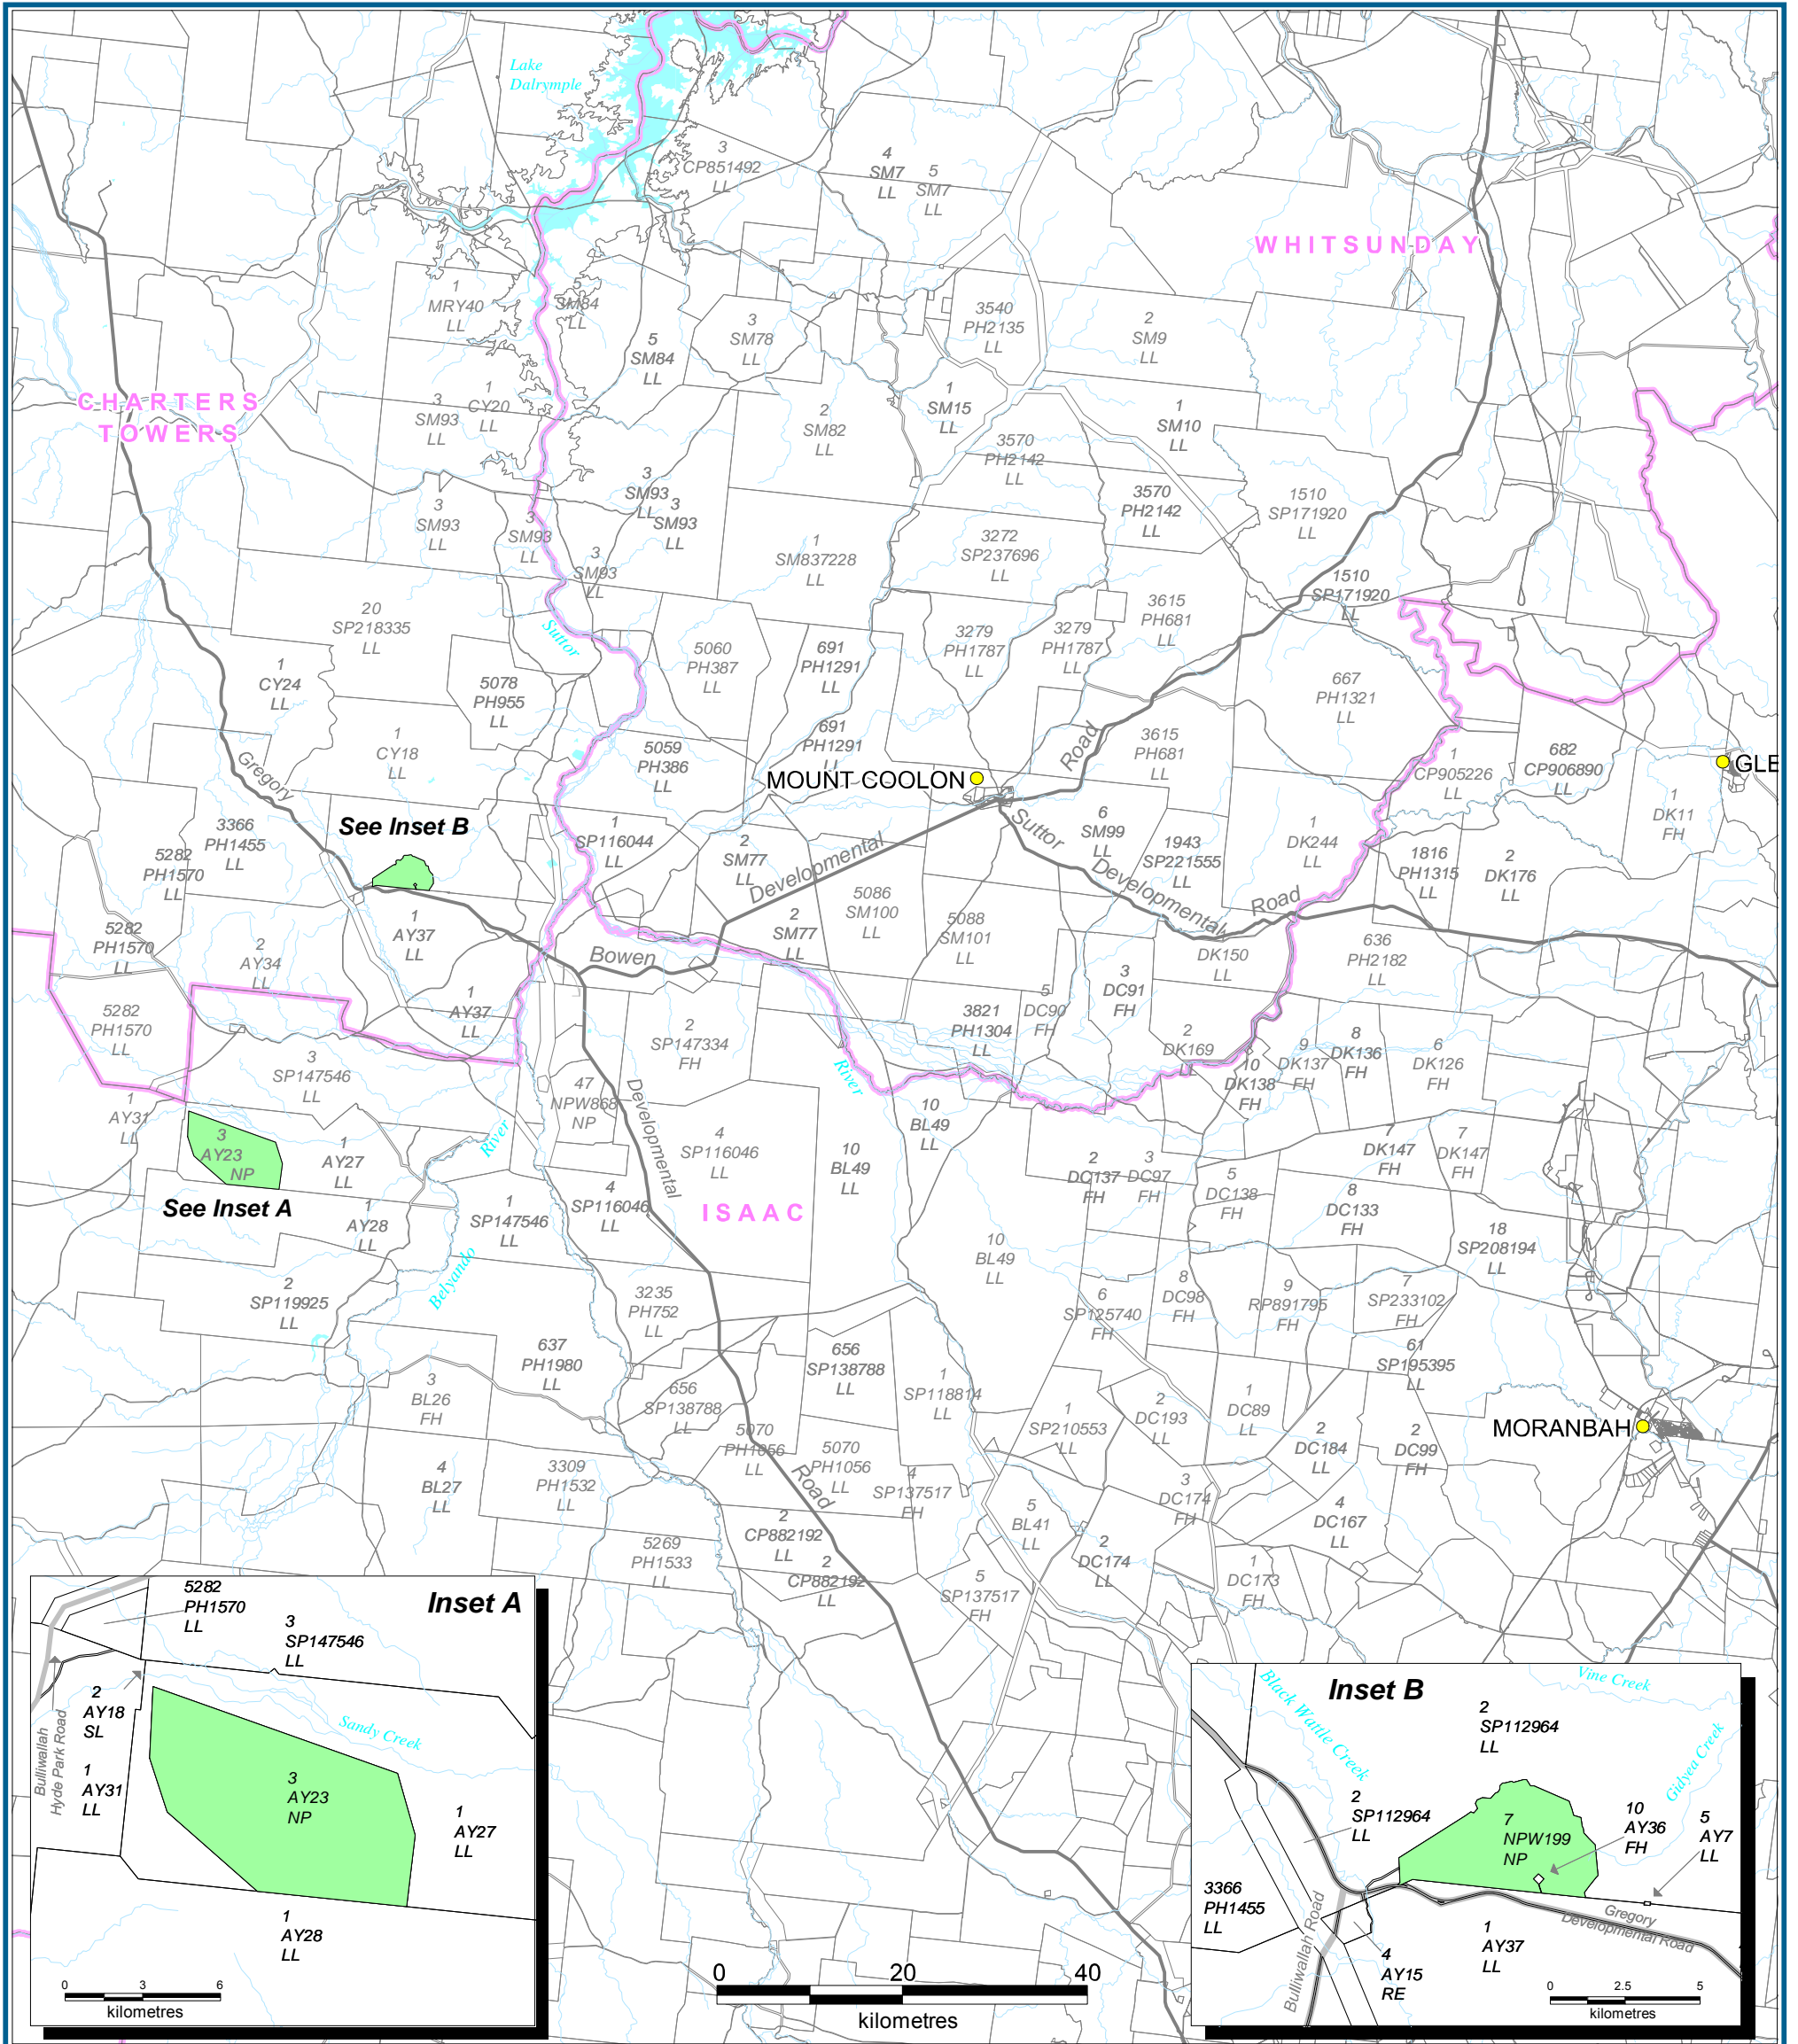 Lake
Dalrymple
3
CP851492
LL
4
SM7
LL
5
SM7
LL
WHITSUNDAY
1
MRY40
LL
5
SM84
LL
5
SM84
LL
3
SM78
LL
3540
PH2135
LL
2
SM9
LL
CHARTERS
TOWERS
3
SM93
LL
1
CY20
LL
2
SM82
LL
1
SM15
LL
1
SM10
LL
3570
PH2142
LL
3
SM93
LL
3
SM93
LL
3
SM93
LL
3
SM93
LL
3
SM93
LL
3570
PH2142
LL
1510
SP171920
LL
1
SM837228
LL
3272
SP237696
LL
1510
SP171920
LL
20
SP218335
LL
Suttor
5060
PH387
LL
691
PH1291
LL
3279
PH1787
LL
3279
PH1787
LL
3615
PH681
LL
1
CY24
LL
5078
PH955
LL
667
PH1321
LL
1
CY18
LL
5059
PH386
LL
691
PH1291
LL
Road
3615
PH681
LL
1
CP905226
LL
682
CP906890
LL
Gregory
MOUNT COOLON
GLE
1
DK11
FH
See Inset B
3366
PH1455
LL
5282
PH1570
LL
1
SP116044
LL
2
SM77
LL
Developmental
Suttor
6
SM99
LL
1943
SP221555
LL
1
DK244
LL
1816
PH1315
LL
2
DK176
LL
5086
SM100
LL
5088
SM101
LL
Developmental
Road
5282
PH1570
LL
2
AY34
LL
1
AY37
LL
Bowen
2
SM77
LL
DK150
LL
636
PH2182
LL
3
DC91
FH
5282
PH1570
LL
1
AY37
LL
2
SP147334
FH
3821
PH1304
LL
5
DC90
FH
2
DK169
LL
10
DK138
FH
9
DK137
FH
8
DK136
FH
6
DK126
FH
3
SP147546
LL
47
NPW868
NP
Developmental
River
10
BL49
LL
1
AY31
LL
3
AY23
NP
1
AY27
LL
River
4
SP116046
LL
10
BL49
LL
2
DC137
FH
3
DC97
FH
5
DC138
FH
7
DK147
FH
7
DK147
FH
See Inset A
1
AY28
LL
1
SP147546
LL
4
SP116046
LL
ISAAC
8
DC133
FH
18
SP208194
LL
10
BL49
LL
Belyando
2
SP119925
LL
3235
PH752
LL
6
SP125740
FH
8
DC98
FH
9
RP891795
FH
7
SP233102
FH
637
PH1980
LL
656
SP138788
LL
61
SP195395
LL
3
BL26
FH
656
SP138788
LL
1
SP118814
LL
1
SP210553
LL
2
DC193
LL
1
DC89
LL
2
DC184
LL
2
DC99
FH
MORANBAH
5070
PH1056
LL
5070
PH1056
LL
4
BL27
LL
3309
PH1532
LL
Road
4
SP137517
FH
3
DC174
FH
4
DC167
LL
5
BL41
LL
2
CP882192
LL
5269
PH1533
LL
2
CP882192
LL
2
DC174
LL
1
DC173
FH
5
SP137517
FH
Inset A
5282
PH1570
LL
3
SP147546
LL
2
AY18
SL
Sandy Creek
Bulliwallah
Hyde Park Road
1
AY31
LL
3
AY23
NP
1
AY27
LL
1
AY28
LL
0 3 6
kilometres
0 20 40
kilometres
Inset B
Vine Creek
Black Wattle Creek
2
SP112964
LL
Gidyea Creek
2
SP112964
LL
7
NPW199
NP
10
AY36
FH
5
AY7
LL
3366
PH1455
LL
Bulliwallah Road
Gregory
Developmental Road
4
AY15
RE
1
AY37
LL
0 2.5 5
kilometres